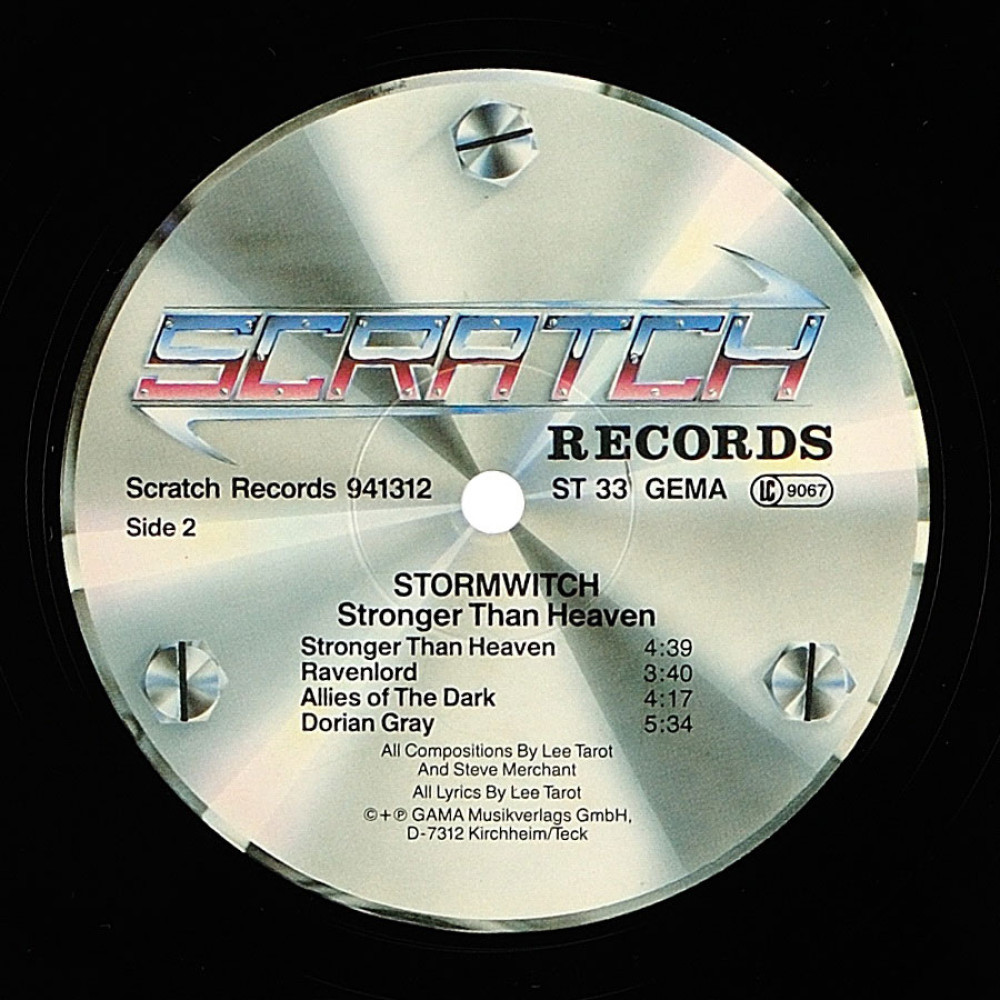 SCRATCH
RECORDS
Scratch Records 941312 ST 33 GEMA LC 9067
Side 2
STORMWITCH
Stronger Than Heaven
Stronger Than Heaven 4:39
Ravenlord 3:40
Allies of The Dark 4:17
Dorian Gray 5:34
All Compositions By Lee Tarot
And Steve Merchant
All Lyrics By Lee Tarot
©+℗ GAMA Musikverlags GmbH,
D-7312 Kirchheim/Teck